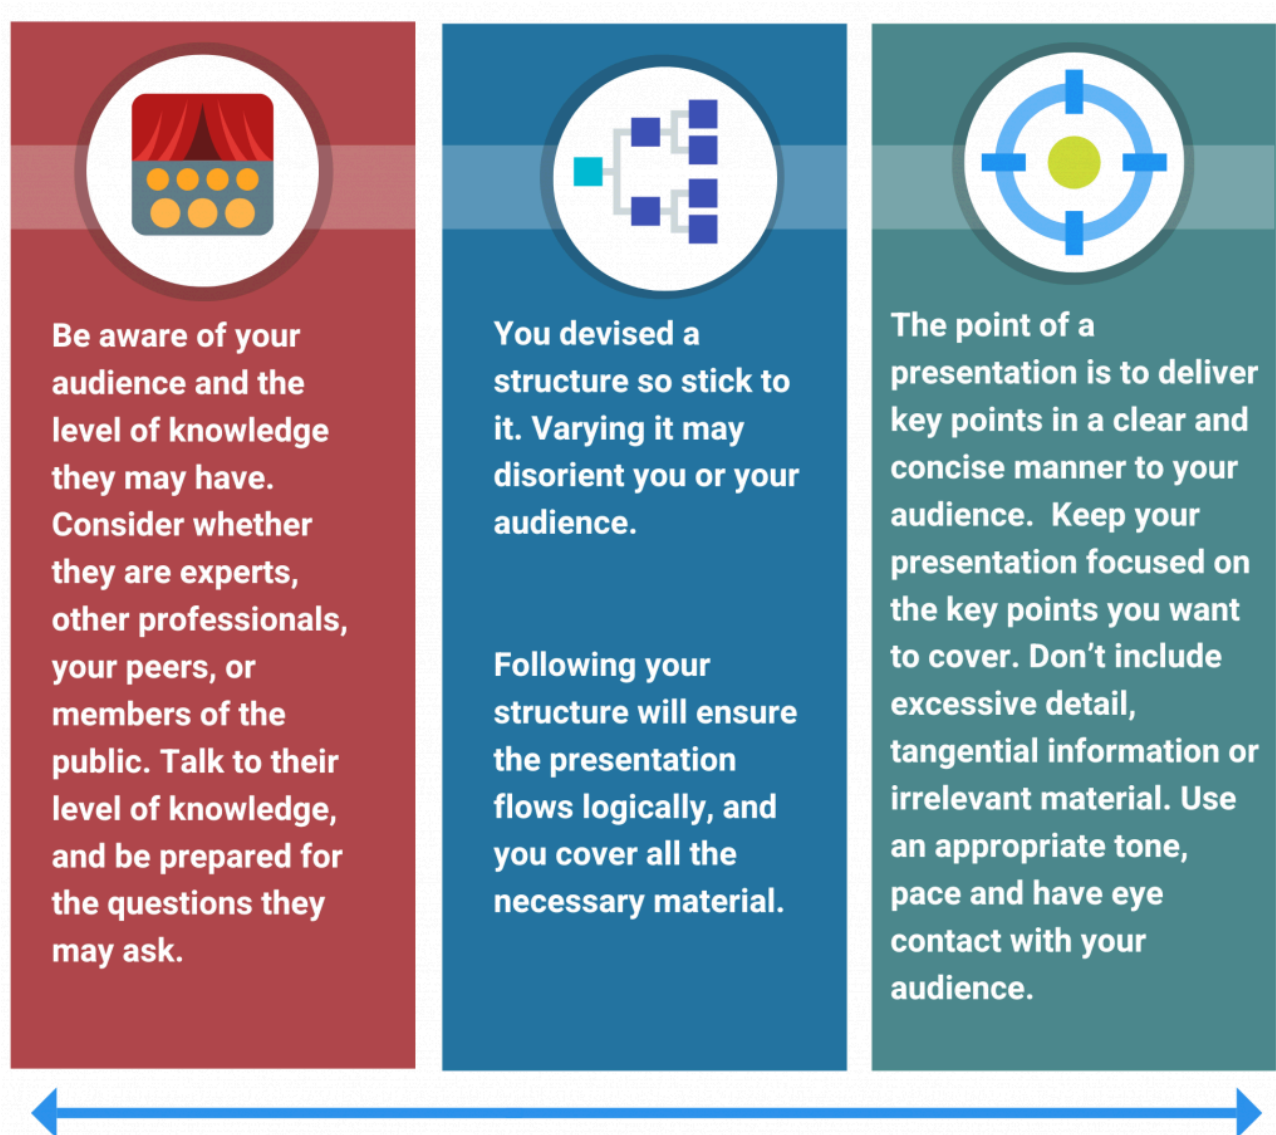 Be aware of your
audience and the
level of knowledge
they may have.
Consider whether
they are experts,
other professionals,
your peers, or
members of the
public. Talk to their
level of knowledge,
and be prepared for
the questions they
may ask.
You devised a
structure so stick to
it. Varying it may
disorient you or your
audience.
Following your
structure will ensure
the presentation
flows logically, and
you cover all the
necessary material.
The point of a
presentation is to deliver
key points in a clear and
concise manner to your
audience.  Keep your
presentation focused on
the key points you want
to cover. Don’t include
excessive detail,
tangential information or
irrelevant material. Use
an appropriate tone,
pace and have eye
contact with your
audience.